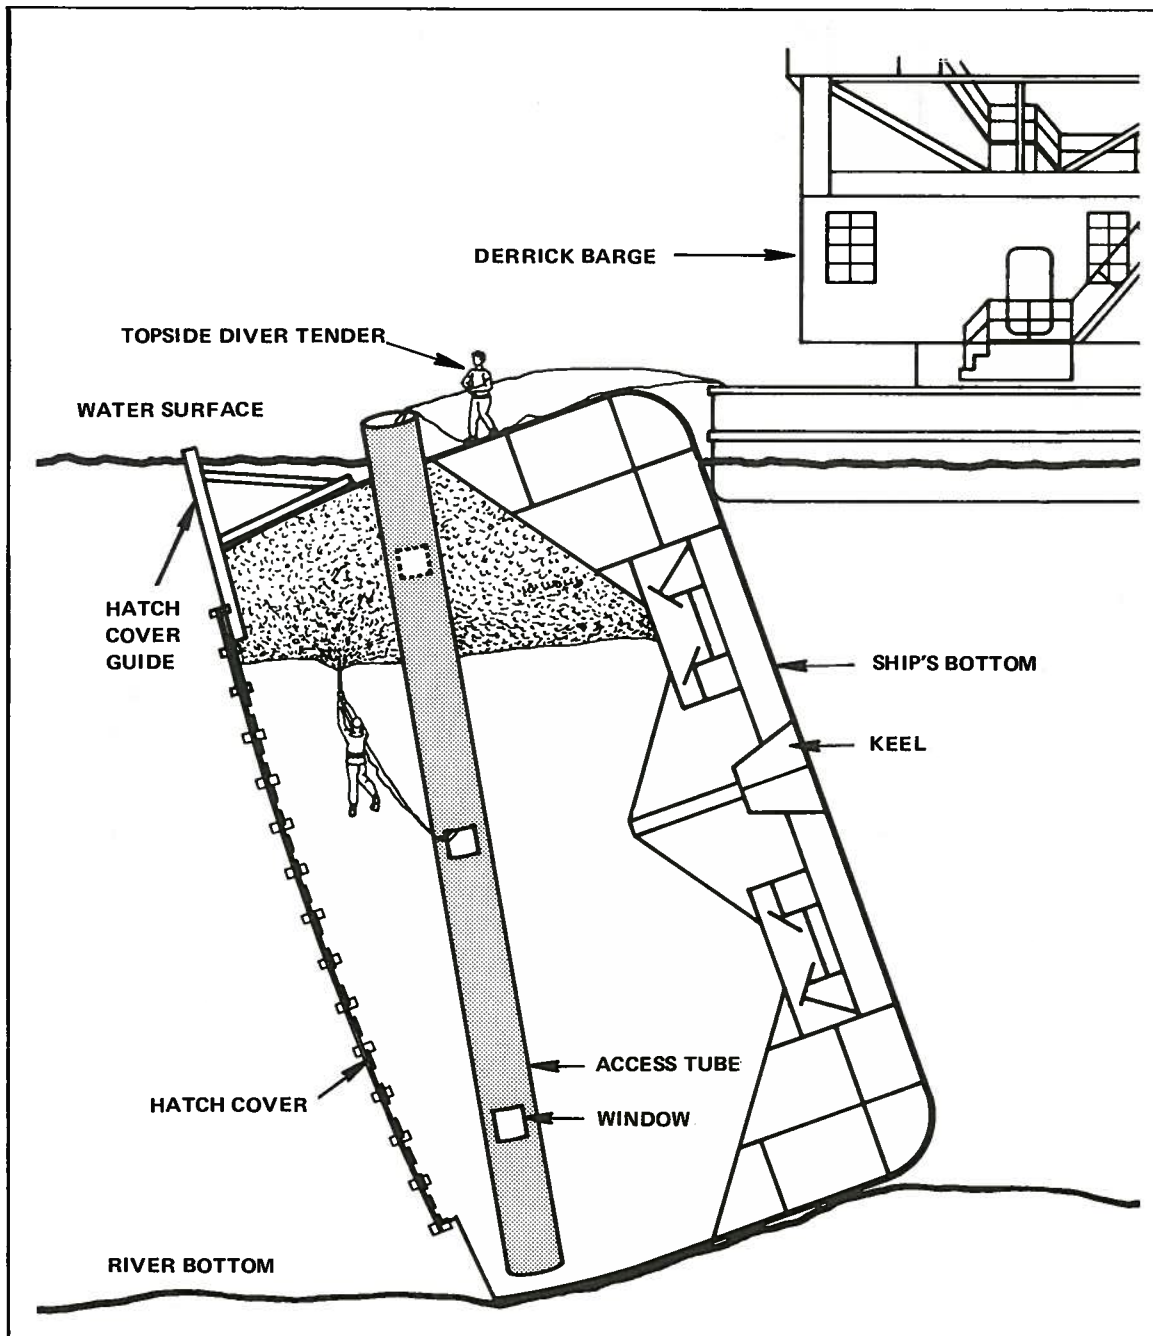 DERRICK BARGE
TOPSIDE DIVER TENDER
WATER SURFACE
HATCH
COVER
GUIDE
SHIP'S BOTTOM
KEEL
ACCESS TUBE
HATCH COVER
WINDOW
RIVER BOTTOM